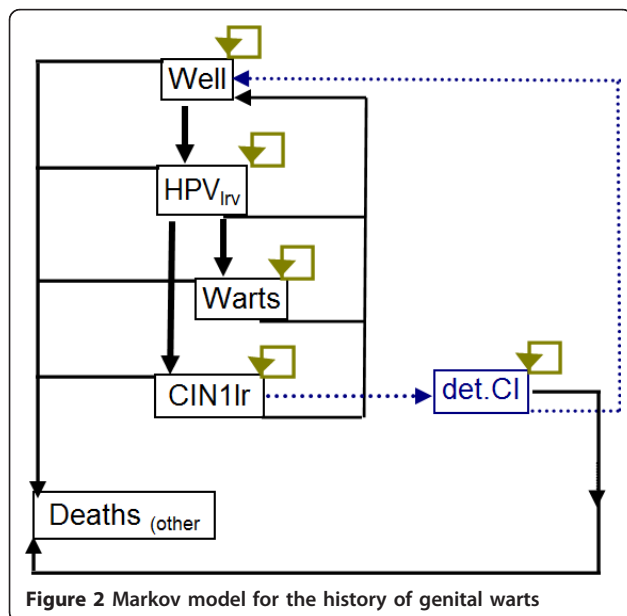 Well
HPVlrv
Warts
CIN1lr
det.CI
Deaths (other
Figure 2 Markov model for the history of genital warts